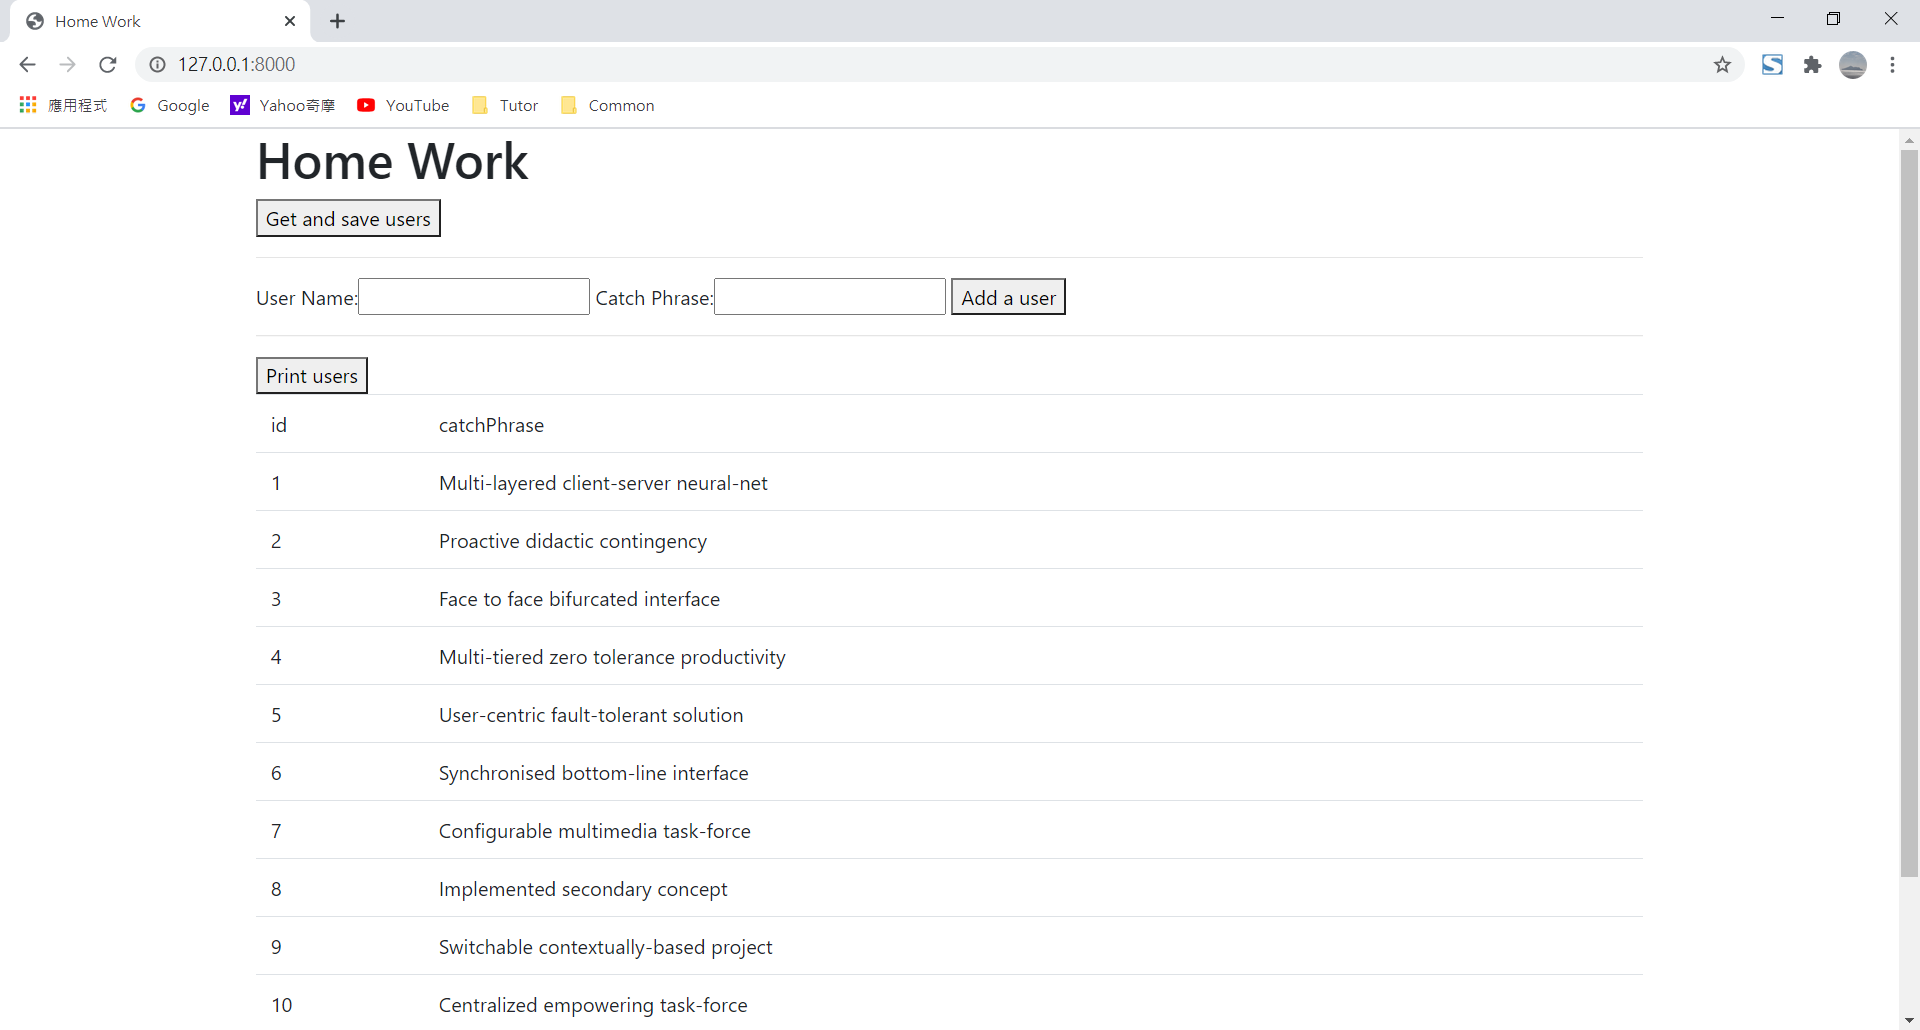 Home Work
127.0.0.1:8000
應用程式 Google Yahoo奇摩 YouTube Tutor Common
Home Work
Get and save users
User Name: Catch Phrase: Add a user
Print users
id catchPhrase
1 Multi-layered client-server neural-net
2 Proactive didactic contingency
3 Face to face bifurcated interface
4 Multi-tiered zero tolerance productivity
5 User-centric fault-tolerant solution
6 Synchronised bottom-line interface
7 Configurable multimedia task-force
8 Implemented secondary concept
9 Switchable contextually-based project
10 Centralized empowering task-force